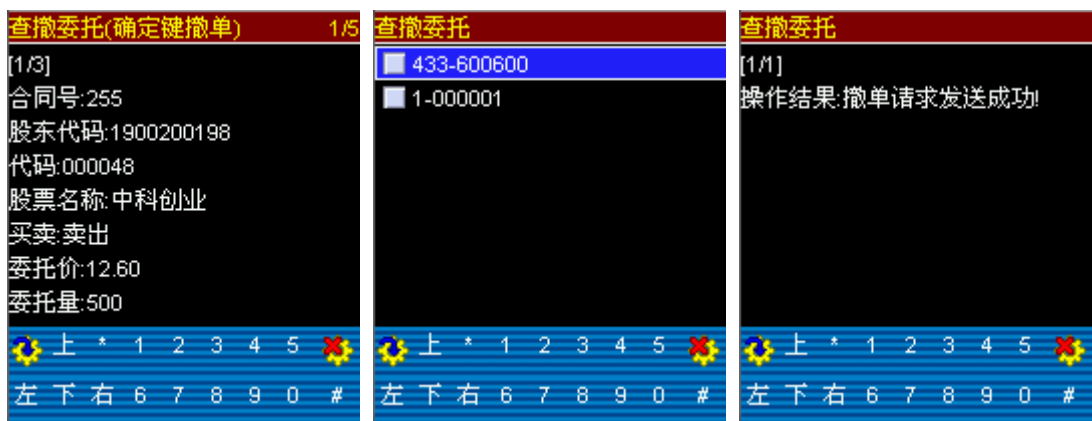 查撤委托(确定键撤单) 1/5
[1/3]
合同号:255
股东代码:1900200198
代码:000048
股票名称:中科创业
买卖:卖出
委托价:12.60
委托量:500
上 * 1 2 3 4 5
左 下 右 6 7 8 9 0 #
查撤委托
433-600600
1-000001
上 * 1 2 3 4 5
左 下 右 6 7 8 9 0 #
查撤委托
[1/1]
操作结果:撤单请求发送成功!
上 * 1 2 3 4 5
左 下 右 6 7 8 9 0 #